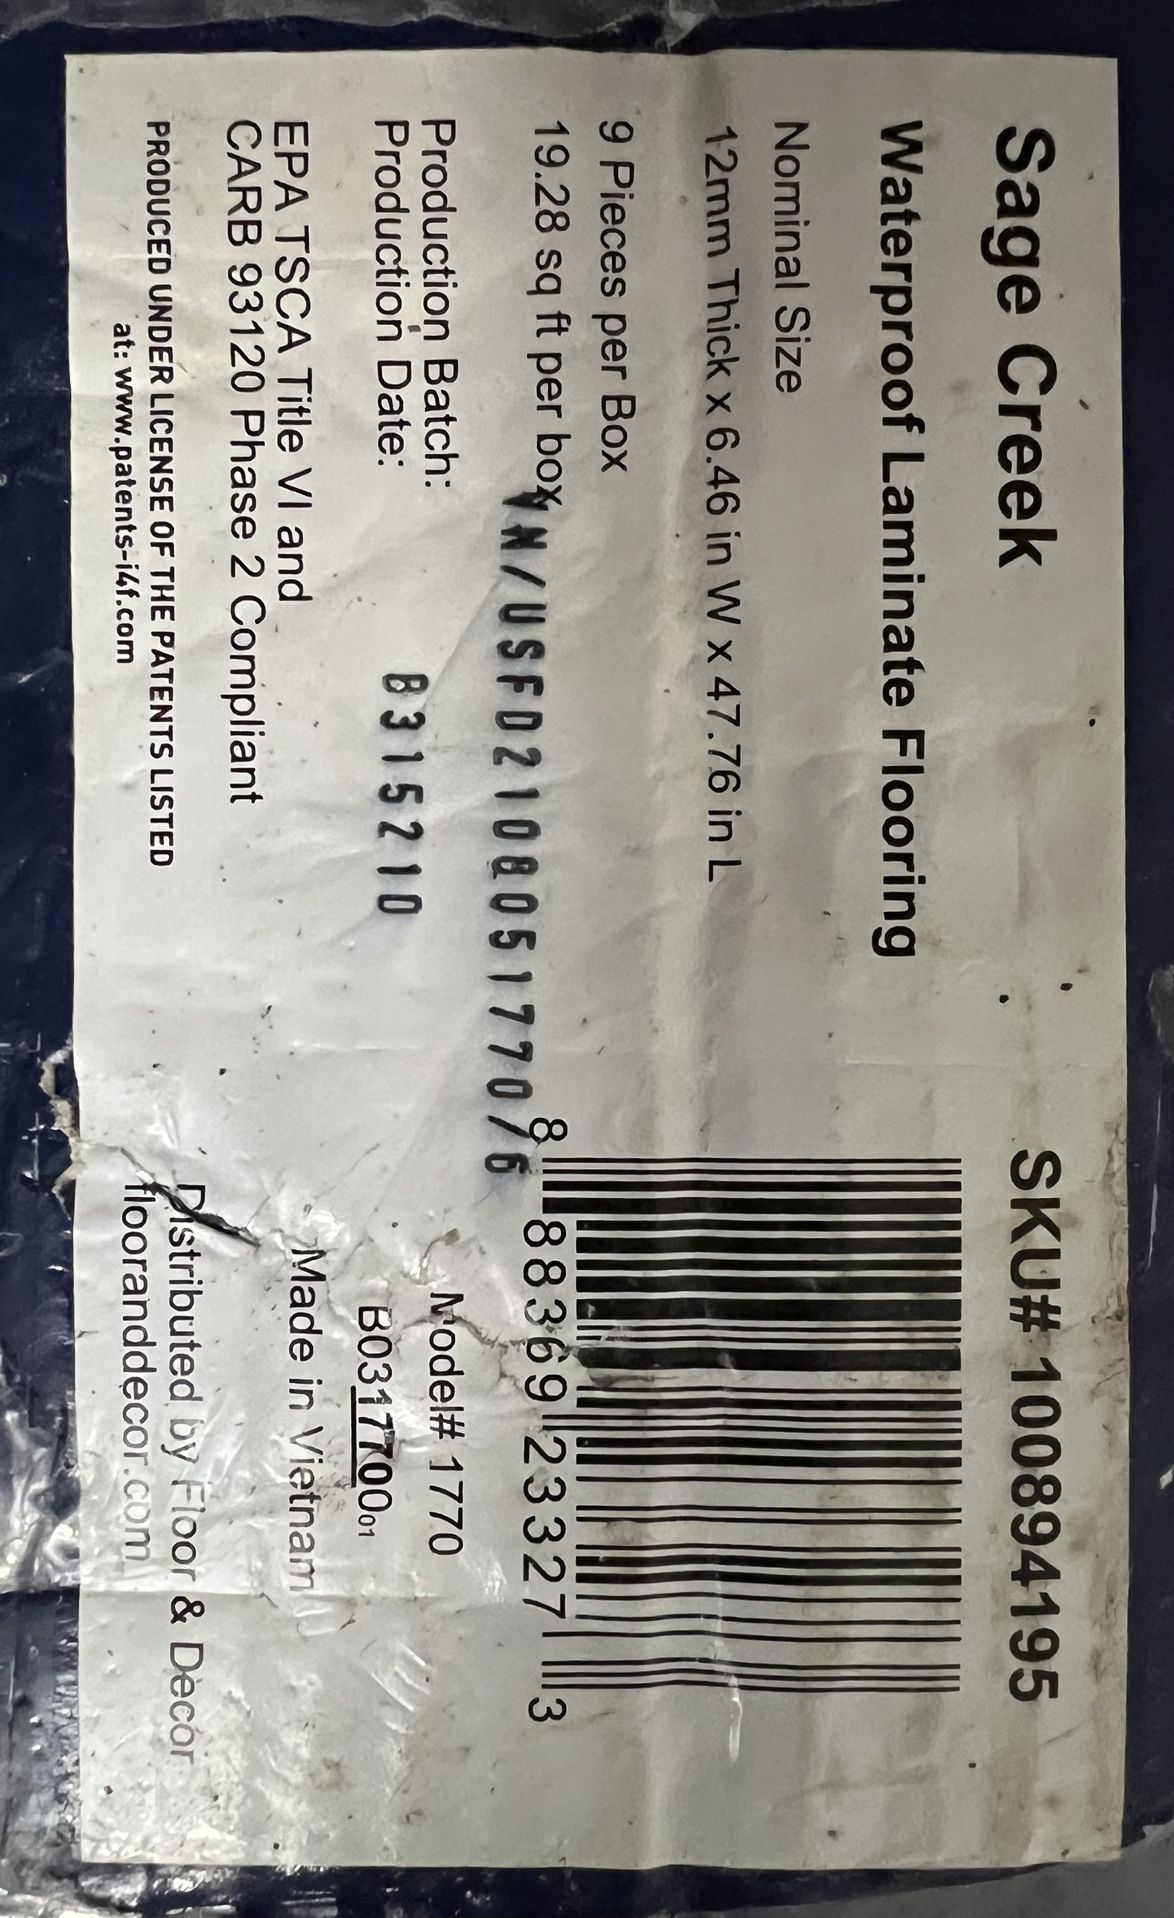 Sage Creek
SKU# 100894195
Waterproof Laminate Flooring
Nominal Size
12mm Thick x 6.46 in W x 47.76 in L
9 Pieces per Box
19.28 sq ft per box
8 88369 23327 3
VN/USFD2108051770/6
Production Batch:
Production Date:
B315210
Model# 1770
B03177001
EPA TSCA Title VI and
CARB 93120 Phase 2 Compliant
Made in Vietnam
PRODUCED UNDER LICENSE OF THE PATENTS LISTED
at: www.patents-i4f.com
Distributed by Floor & Decor
flooranddecor.com